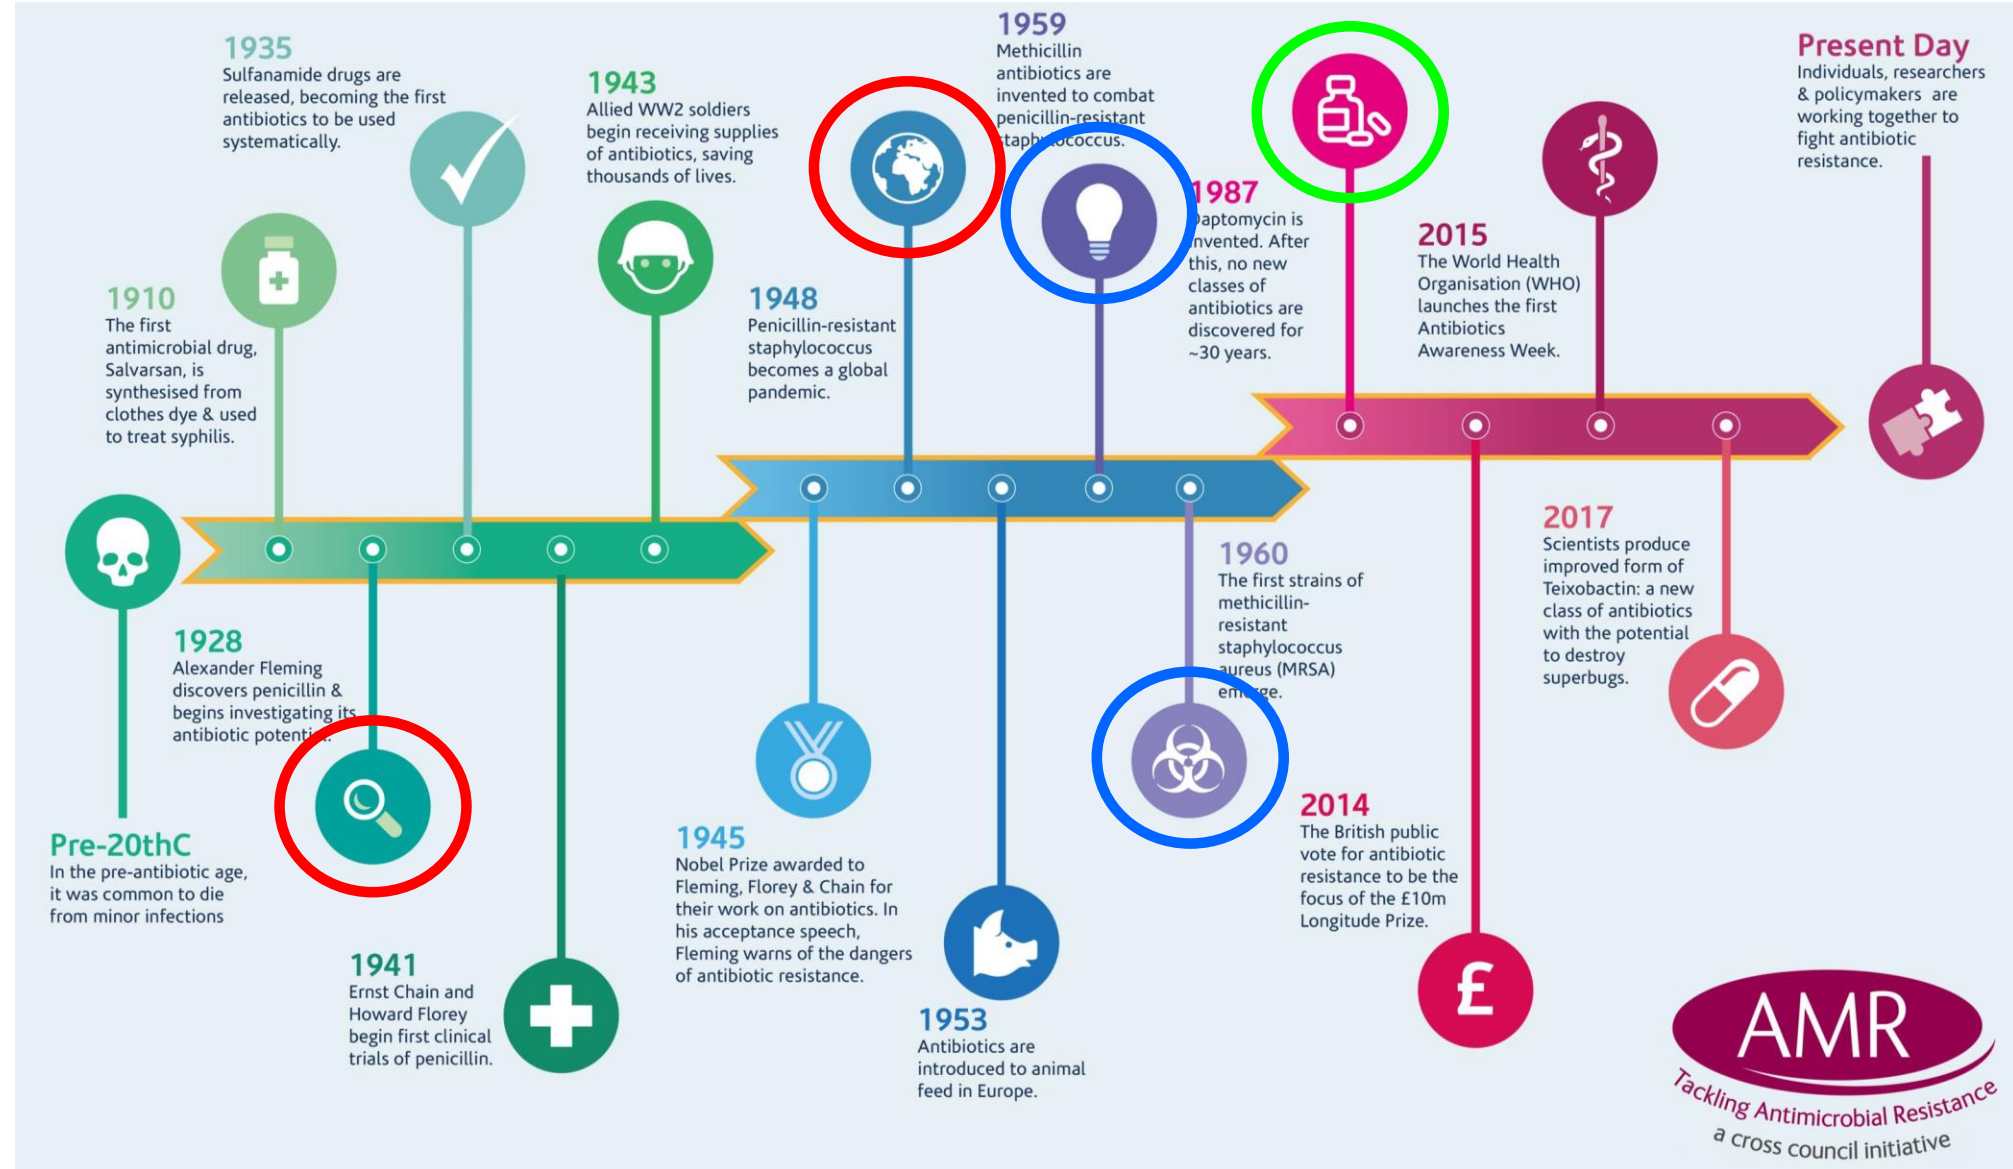 Pre-20thC
In the pre-antibiotic age,
it was common to die
from minor infections
1910
The first
antimicrobial drug,
Salvarsan, is
synthesised from
clothes dye & used
to treat syphilis.
1928
Alexander Fleming
discovers penicillin &
begins investigating its
antibiotic potential.
1935
Sulfanamide drugs are
released, becoming the first
antibiotics to be used
systematically.
1941
Ernst Chain and
Howard Florey
begin first clinical
trials of penicillin.
1943
Allied WW2 soldiers
begin receiving supplies
of antibiotics, saving
thousands of lives.
1945
Nobel Prize awarded to
Fleming, Florey & Chain for
their work on antibiotics. In
his acceptance speech,
Fleming warns of the dangers
of antibiotic resistance.
1948
Penicillin-resistant
staphylococcus
becomes a global
pandemic.
1953
Antibiotics are
introduced to animal
feed in Europe.
1959
Methicillin
antibiotics are
invented to combat
penicillin-resistant
staphylococcus.
1960
The first strains of
methicillin-
resistant
staphylococcus
aureus (MRSA)
emerge.
1987
Daptomycin is
invented. After
this, no new
classes of
antibiotics are
discovered for
~30 years.
2014
The British public
vote for antibiotic
resistance to be the
focus of the £10m
Longitude Prize.
£
2015
The World Health
Organisation (WHO)
launches the first
Antibiotics
Awareness Week.
2017
Scientists produce
improved form of
Teixobactin: a new
class of antibiotics
with the potential
to destroy
superbugs.
Present Day
Individuals, researchers
& policymakers are
working together to
fight antibiotic
resistance.
AMR
Tackling Antimicrobial Resistance
a cross council initiative